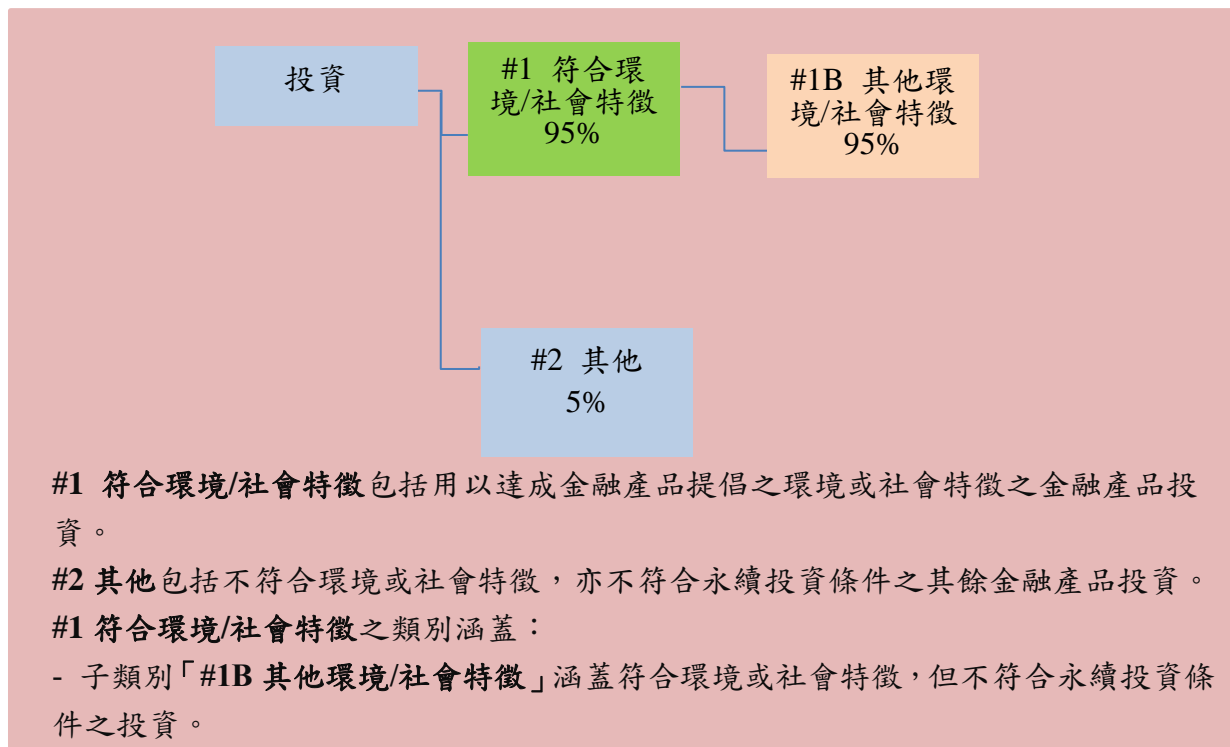 投資
#1 符合環
境/社會特徵
95%
#1B 其他環
境/社會特徵
95%
#2 其他
5%
#1 符合環境/社會特徵包括用以達成金融產品提倡之環境或社會特徵之金融產品投
資。
#2 其他包括不符合環境或社會特徵，亦不符合永續投資條件之其餘金融產品投資。
#1 符合環境/社會特徵之類別涵蓋：
- 子類別「#1B 其他環境/社會特徵」涵蓋符合環境或社會特徵，但不符合永續投資條
件之投資。